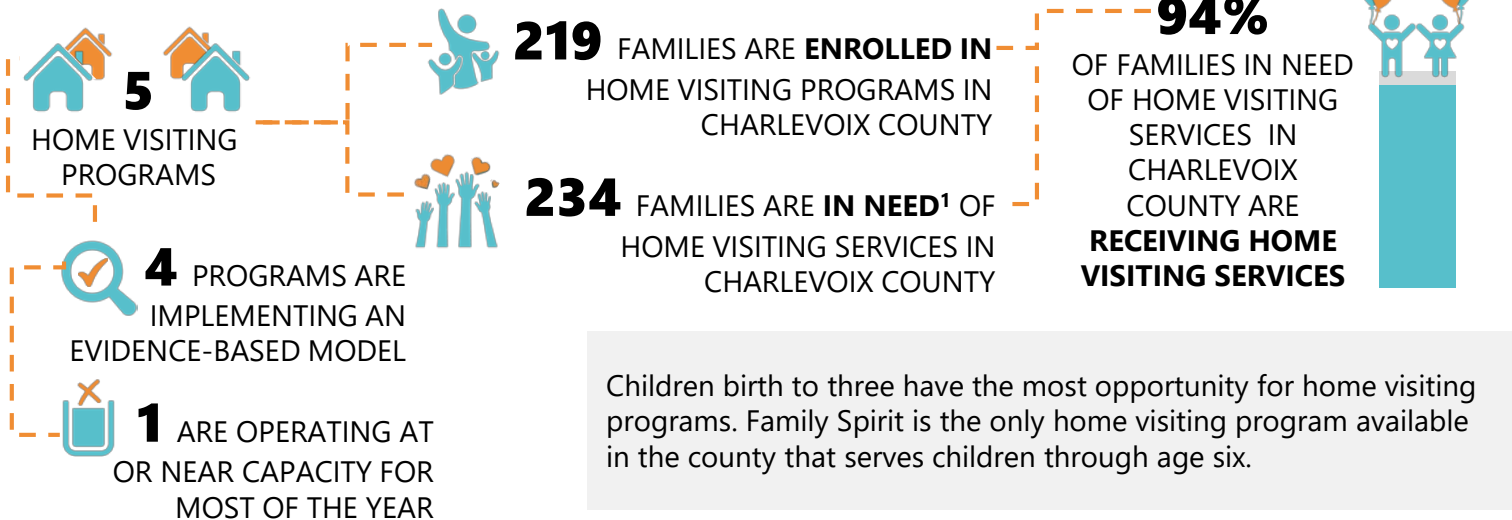 5
HOME VISITING
PROGRAMS
4 PROGRAMS ARE
IMPLEMENTING AN
EVIDENCE-BASED MODEL
1 ARE OPERATING AT
OR NEAR CAPACITY FOR
MOST OF THE YEAR
219 FAMILIES ARE ENROLLED IN
HOME VISITING PROGRAMS IN
CHARLEVOIX COUNTY
234 FAMILIES ARE IN NEED¹ OF
HOME VISITING SERVICES IN
CHARLEVOIX COUNTY
94%
OF FAMILIES IN NEED
OF HOME VISITING
SERVICES IN
CHARLEVOIX
COUNTY ARE
RECEIVING HOME
VISITING SERVICES
Children birth to three have the most opportunity for home visiting
programs. Family Spirit is the only home visiting program available
in the county that serves children through age six.